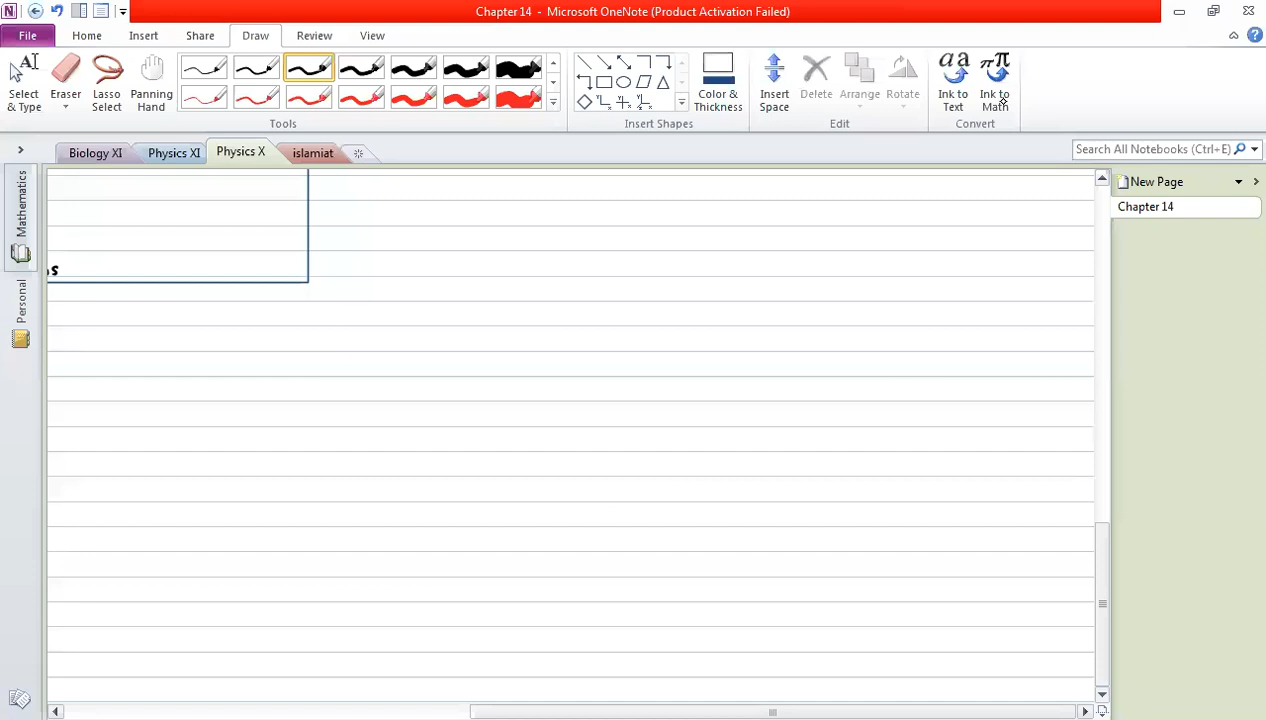 Chapter 14 - Microsoft OneNote (Product Activation Failed)
File Home Insert Share Draw Review View
Select & Type
Eraser
Lasso Select
Panning Hand
Tools
Insert Shapes
Color & Thickness
Insert Space
Delete
Arrange
Rotate
Edit
Ink to Text
Ink to Math
Convert
Biology XI Physics XI Physics X islamiat
Search All Notebooks (Ctrl+E)
New Page
Chapter 14
Mathematics
Personal